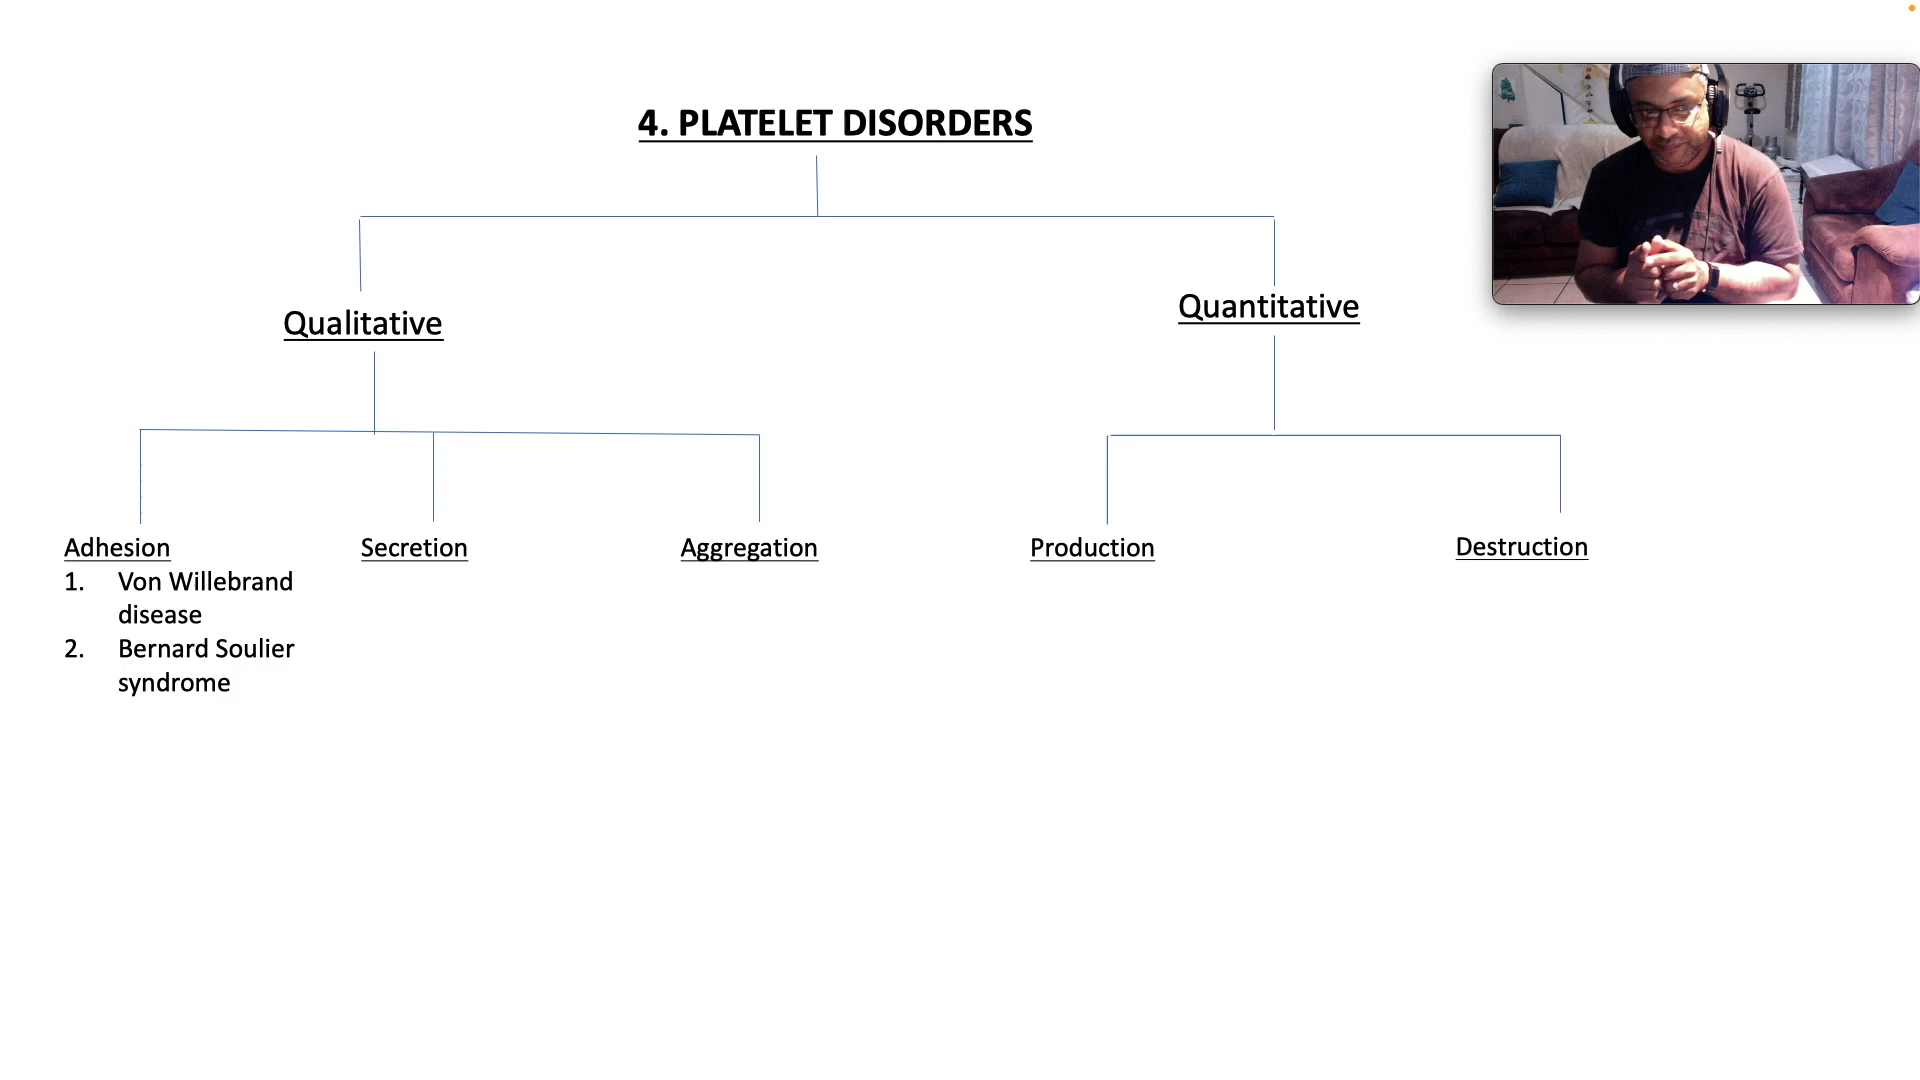 4. PLATELET DISORDERS
Qualitative
Quantitative
Adhesion
1. Von Willebrand
disease
2. Bernard Soulier
syndrome
Secretion
Aggregation
Production
Destruction